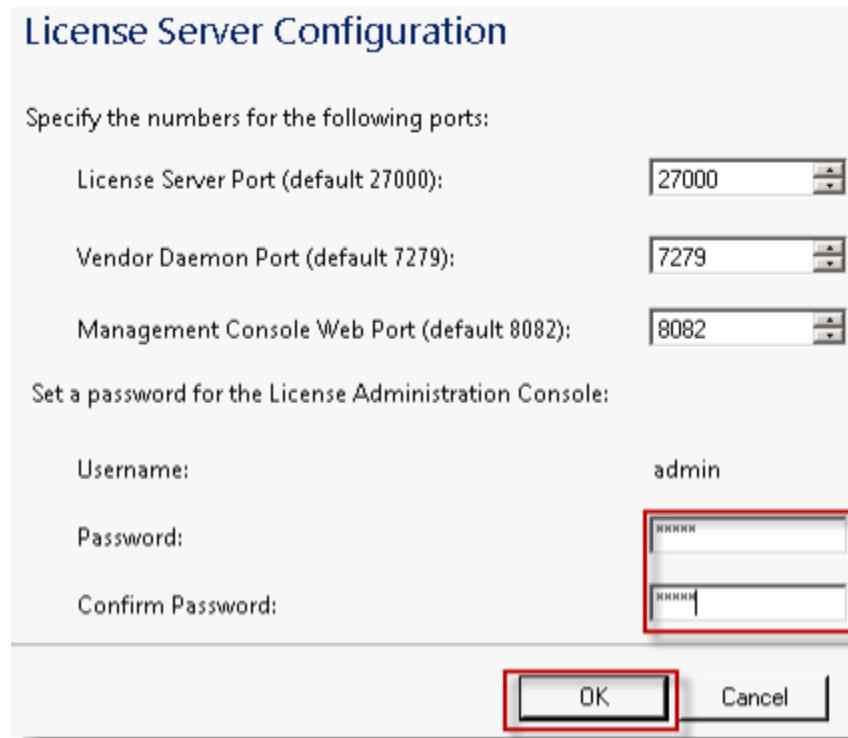 License Server Configuration
Specify the numbers for the following ports:
License Server Port (default 27000): 27000
Vendor Daemon Port (default 7279): 7279
Management Console Web Port (default 8082): 8082
Set a password for the License Administration Console:
Username: admin
Password: *****
Confirm Password: *****
OK Cancel